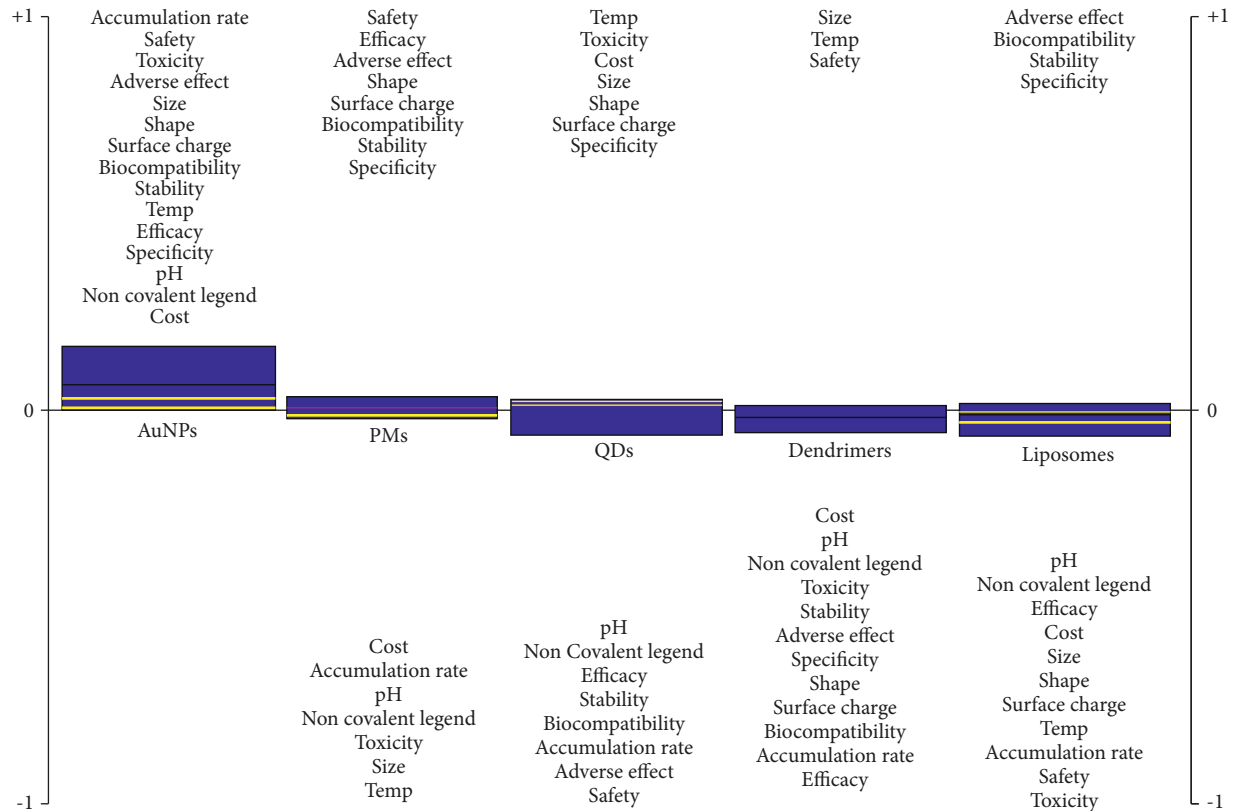 +1
Accumulation rate
Safety
Toxicity
Adverse effect
Size
Shape
Surface charge
Biocompatibility
Stability
Temp
Efficacy
Specificity
pH
Non covalent legend
Cost
Safety
Efficacy
Adverse effect
Shape
Surface charge
Biocompatibility
Stability
Specificity
Temp
Toxicity
Cost
Size
Shape
Surface charge
Specificity
Size
Temp
Safety
Adverse effect
Biocompatibility
Stability
Specificity
+1
0
AuNPs
PMs
QDs
Dendrimers
Liposomes
0
Cost
Accumulation rate
pH
Non covalent legend
Toxicity
Size
Temp
pH
Non Covalent legend
Efficacy
Stability
Biocompatibility
Accumulation rate
Adverse effect
Safety
Cost
pH
Non covalent legend
Toxicity
Stability
Adverse effect
Specificity
Shape
Surface charge
Biocompatibility
Accumulation rate
Efficacy
pH
Non covalent legend
Efficacy
Cost
Size
Shape
Surface charge
Temp
Accumulation rate
Safety
Toxicity
-1
-1